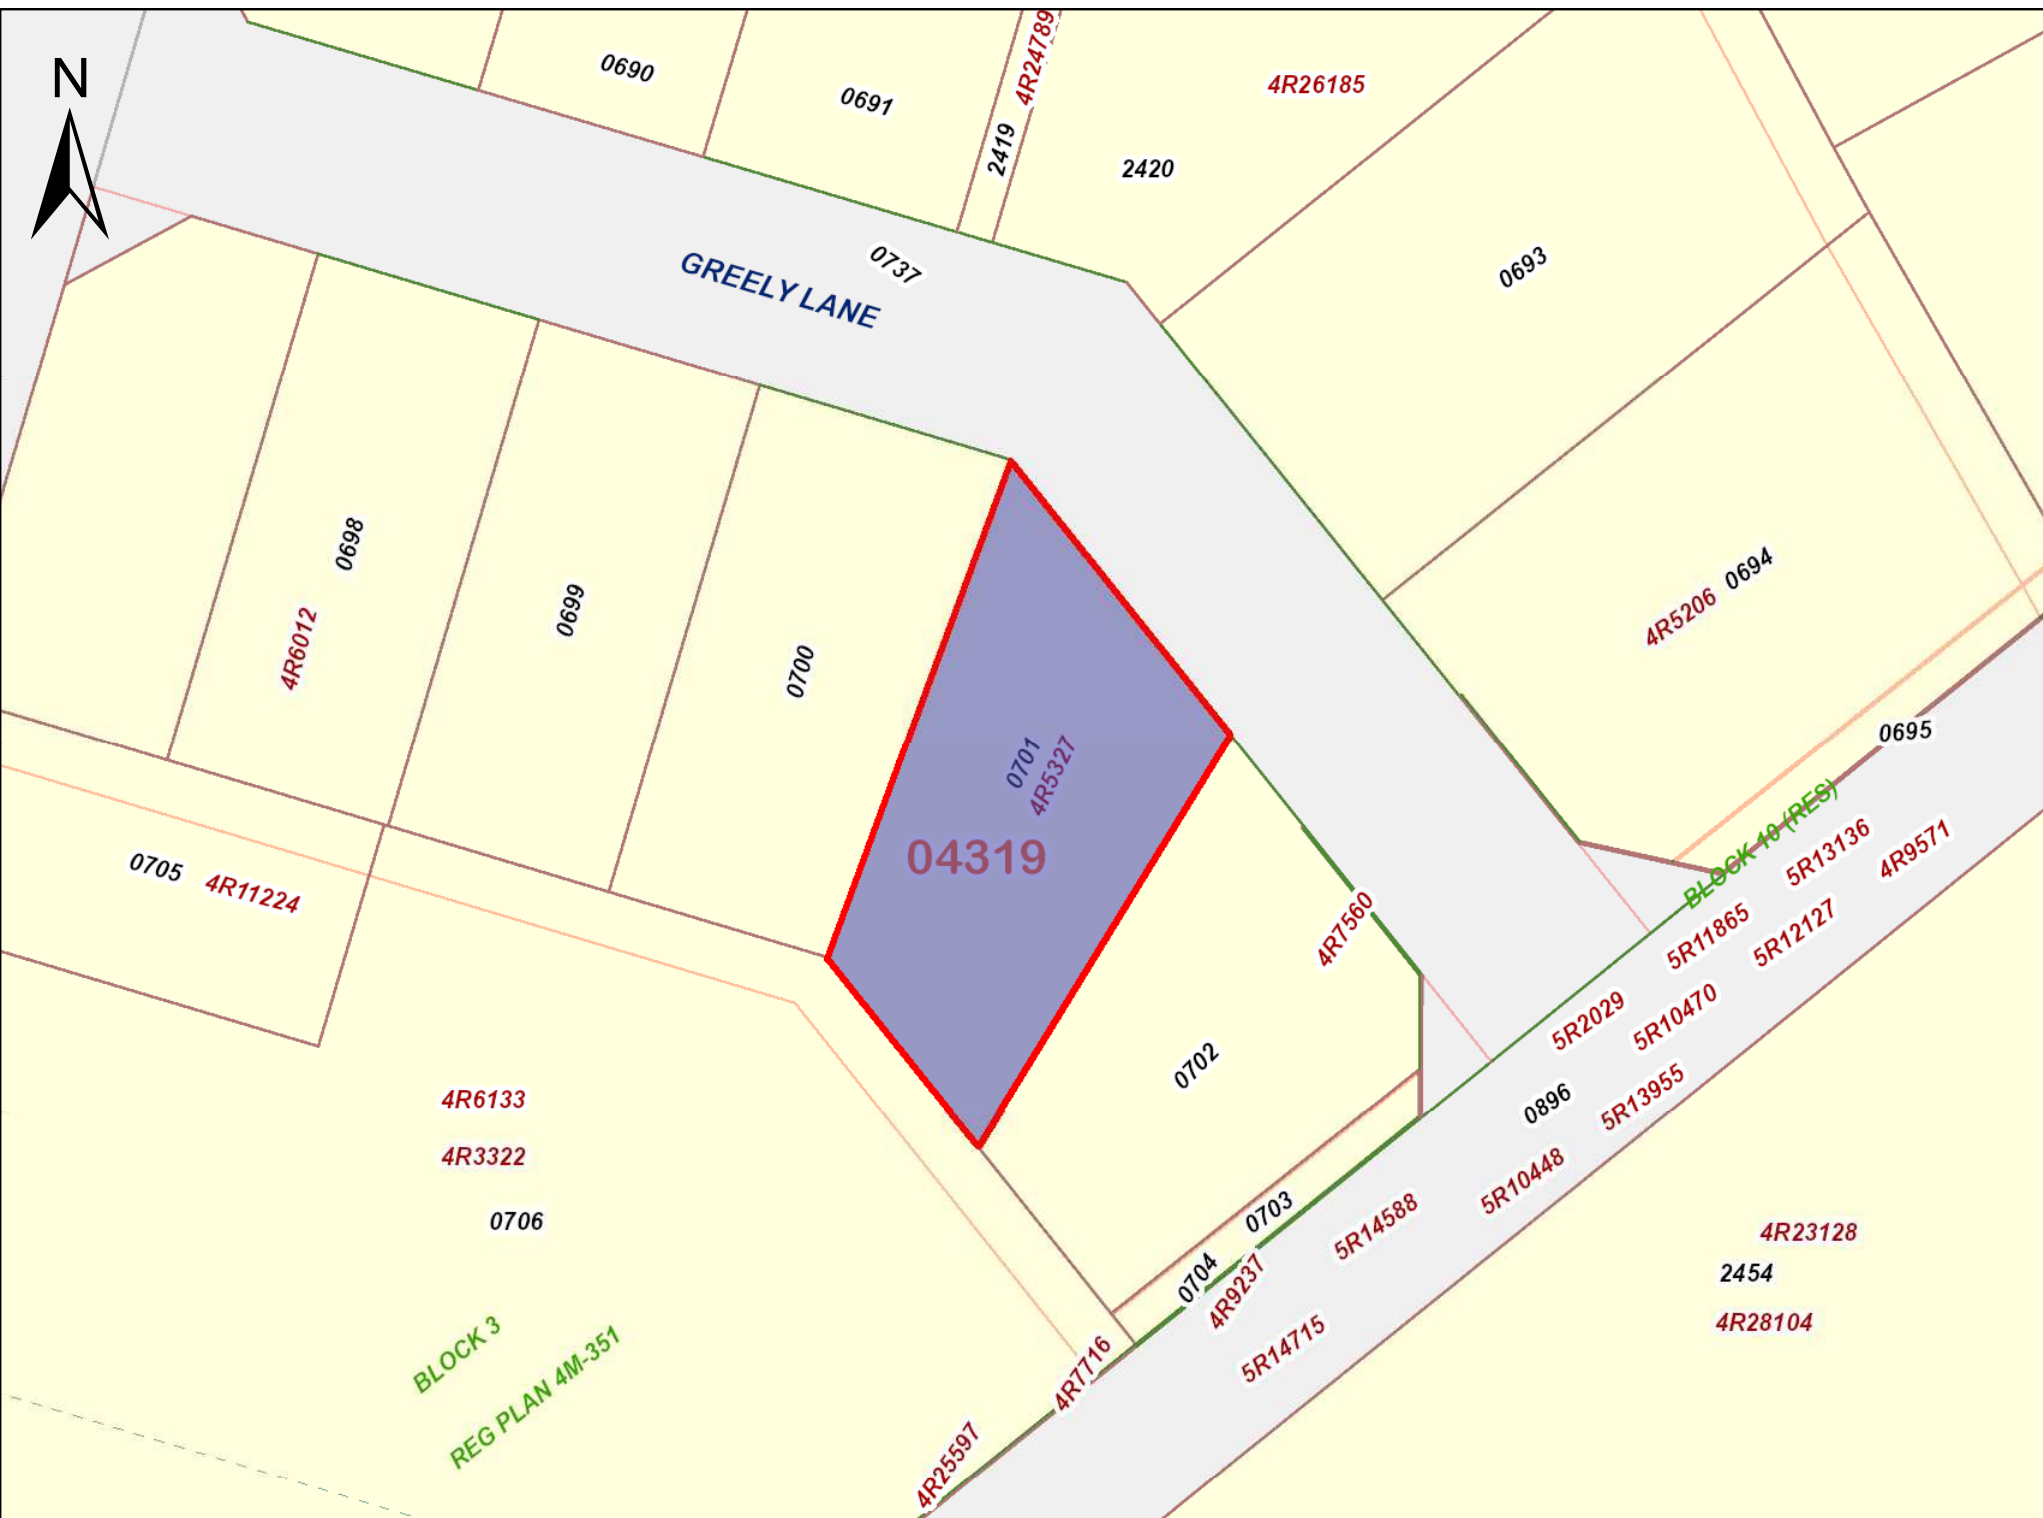 N
0690
0691
4R24789
2419
4R26185
2420
0693
GREELY LANE
0737
0698
4R6012
0699
0700
0701
4R5327
04319
4R5206
0694
0695
BLOCK 10 (RES)
5R13136
4R9571
5R11865
5R12127
0705
4R11224
4R7560
5R2029
5R10470
0702
0896
5R13955
4R6133
4R3322
0706
5R10448
0703
5R14588
0704
4R9237
4R23128
2454
4R28104
5R14715
4R7716
BLOCK 3
REG PLAN 4M-351
4R25597